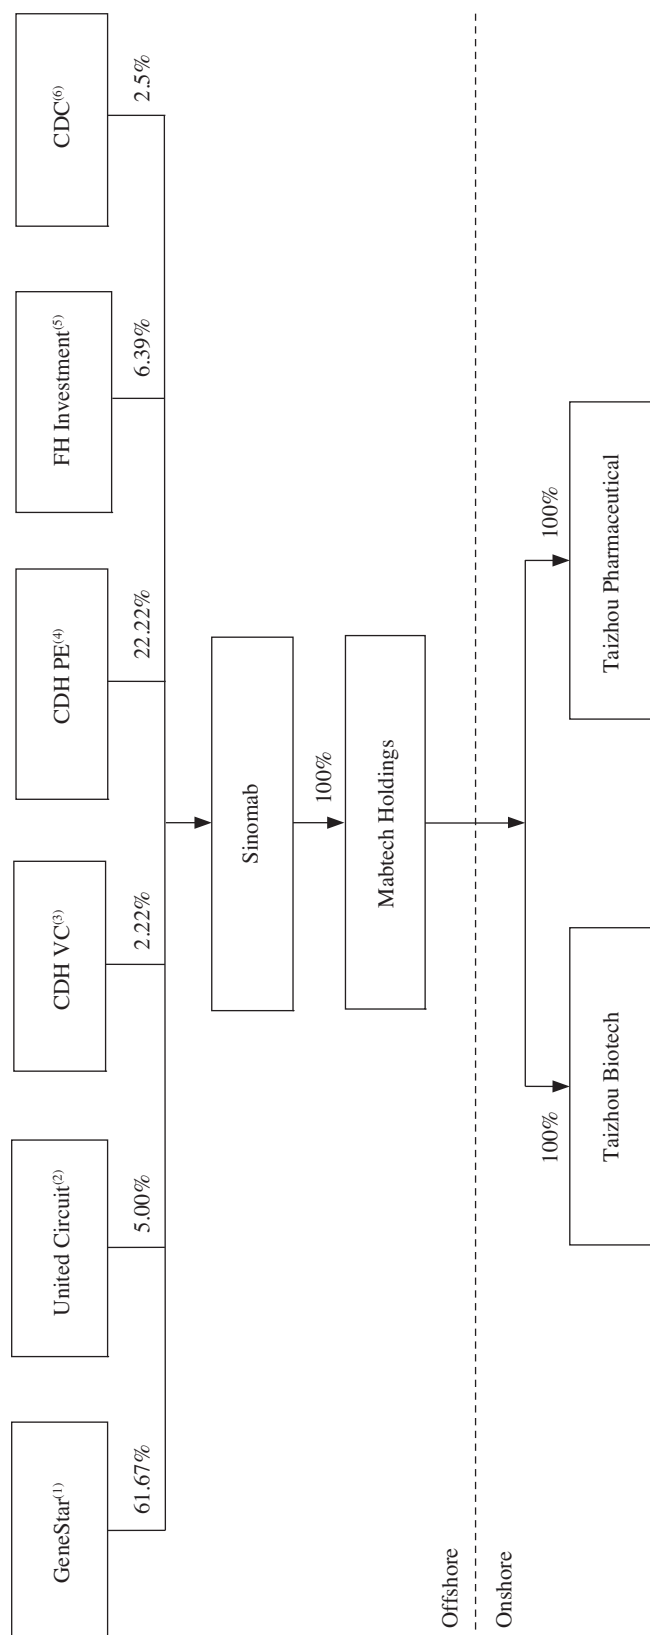 GeneStar(1)
United Circuit(2)
CDH VC(3)
CDH PE(4)
FH Investment(5)
CDC(6)
61.67%
5.00%
2.22%
22.22%
6.39%
2.5%
Sinomab
100%
Mabtech Holdings
Offshore
Onshore
100%
100%
Taizhou Biotech
Taizhou Pharmaceutical